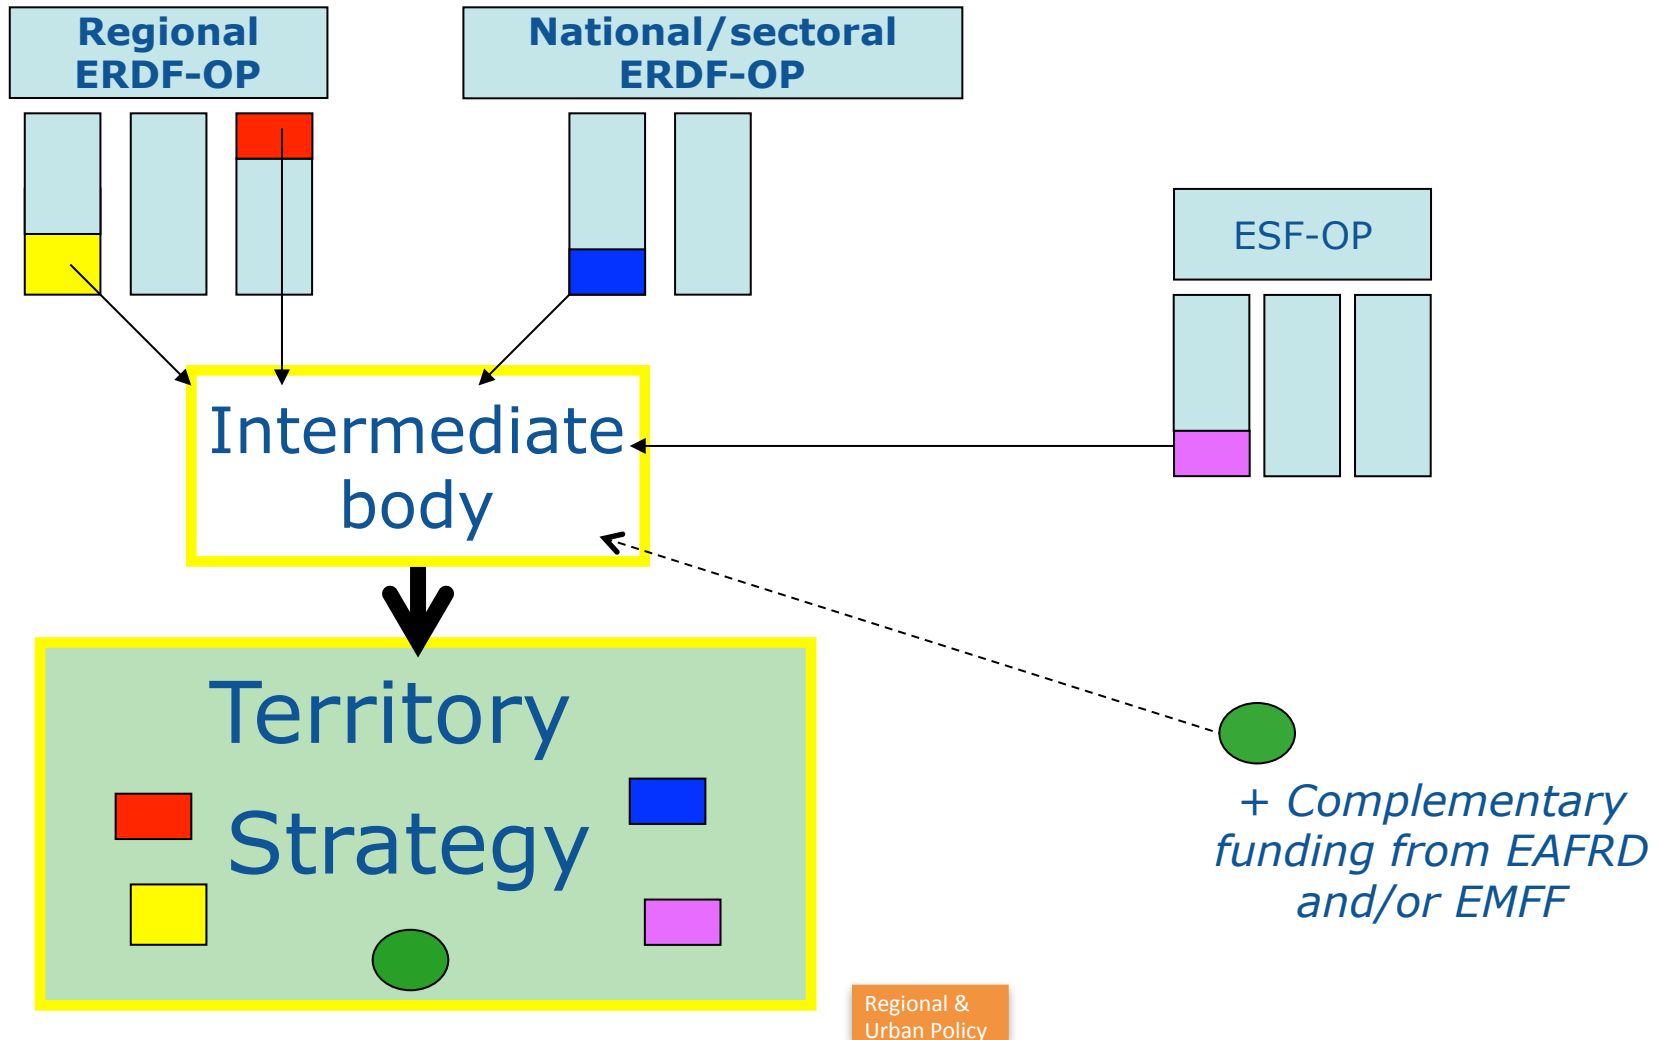 Regional
ERDF-OP
National/sectoral
ERDF-OP
ESF-OP
Intermediate
body
Territory
Strategy
+ Complementary
funding from EAFRD
and/or EMFF
Regional &
Urban Policy